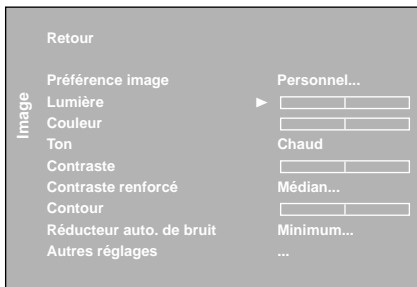 Retour
Image
Préférence image Personnel...
Lumière
Couleur
Ton Chaud
Contraste
Contraste renforcé Médian...
Contour
Réducteur auto. de bruit Minimum...
Autres réglages ...